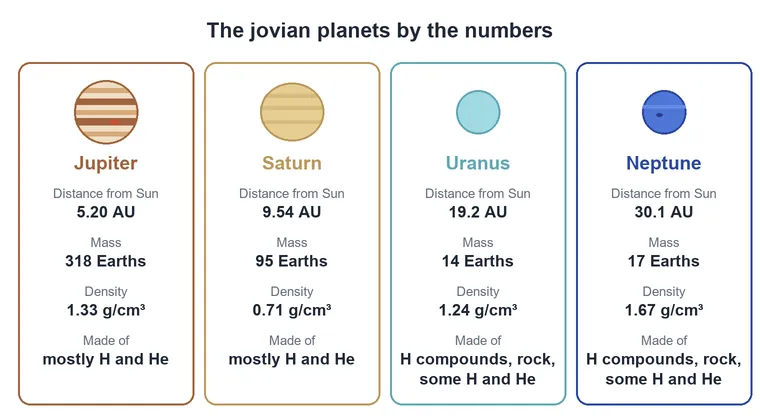 The jovian planets by the numbers
Jupiter
Distance from Sun
5.20 AU
Mass
318 Earths
Density
1.33 g/cm³
Made of
mostly H and He
Saturn
Distance from Sun
9.54 AU
Mass
95 Earths
Density
0.71 g/cm³
Made of
mostly H and He
Uranus
Distance from Sun
19.2 AU
Mass
14 Earths
Density
1.24 g/cm³
Made of
H compounds, rock,
some H and He
Neptune
Distance from Sun
30.1 AU
Mass
17 Earths
Density
1.67 g/cm³
Made of
H compounds, rock,
some H and He